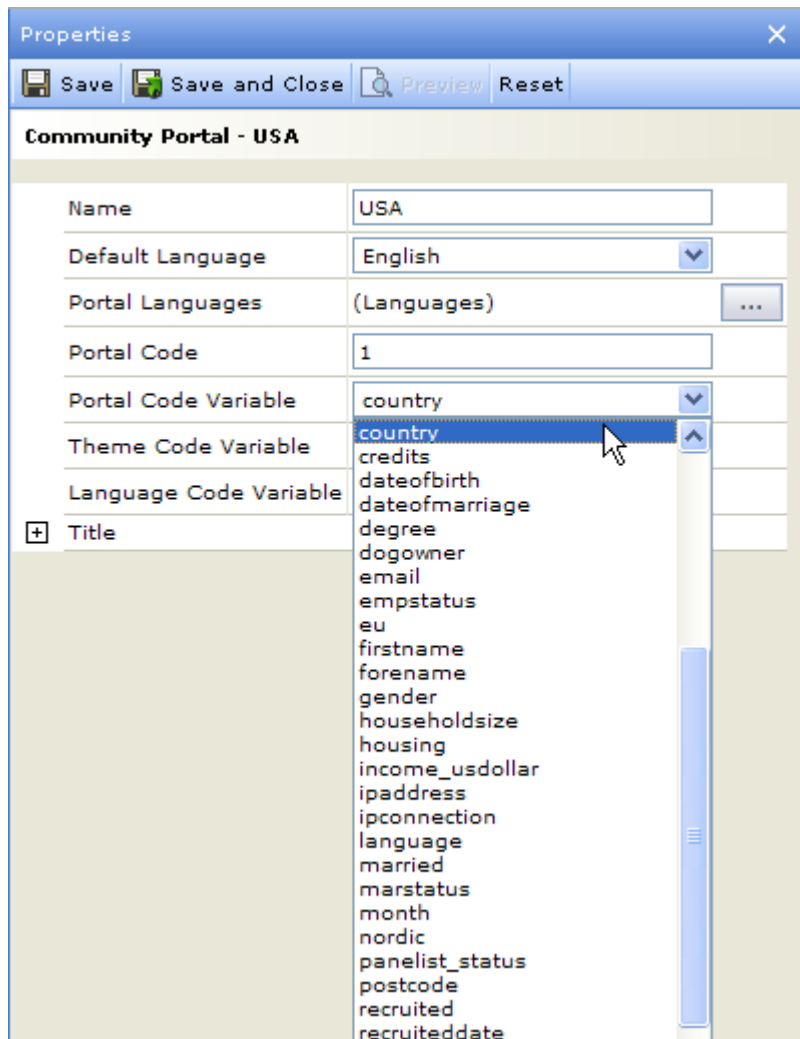 Properties
Save Save and Close Preview Reset
Community Portal - USA
Name USA
Default Language English
Portal Languages (Languages) ...
Portal Code 1
Portal Code Variable country
Theme Code Variable
Language Code Variable
Title
country
credits
dateofbirth
dateofmarriage
degree
dogowner
email
empstatus
eu
firstname
forename
gender
householdsize
housing
income_usdollar
ipaddress
ipconnection
language
married
marstatus
month
nordic
panelist_status
postcode
recruited
recruiteddate